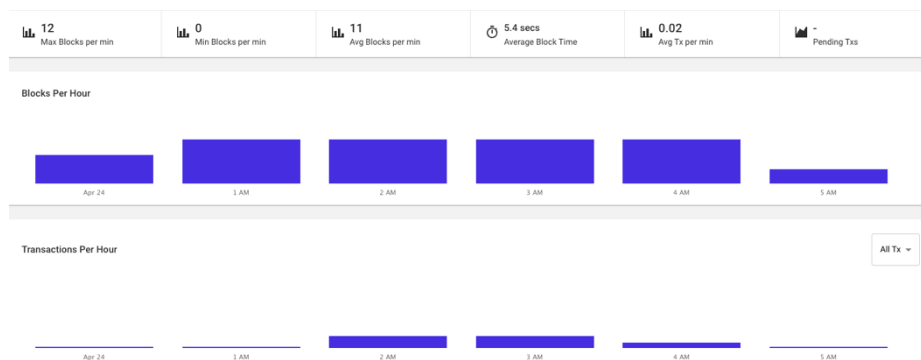 12
Max Blocks per min
0
Min Blocks per min
11
Avg Blocks per min
5.4 secs
Average Block Time
0.02
Avg Tx per min
-
Pending Txs
Blocks Per Hour
Apr 24 1 AM 2 AM 3 AM 4 AM 5 AM
Transactions Per Hour
All Tx
Apr 24 1 AM 2 AM 3 AM 4 AM 5 AM